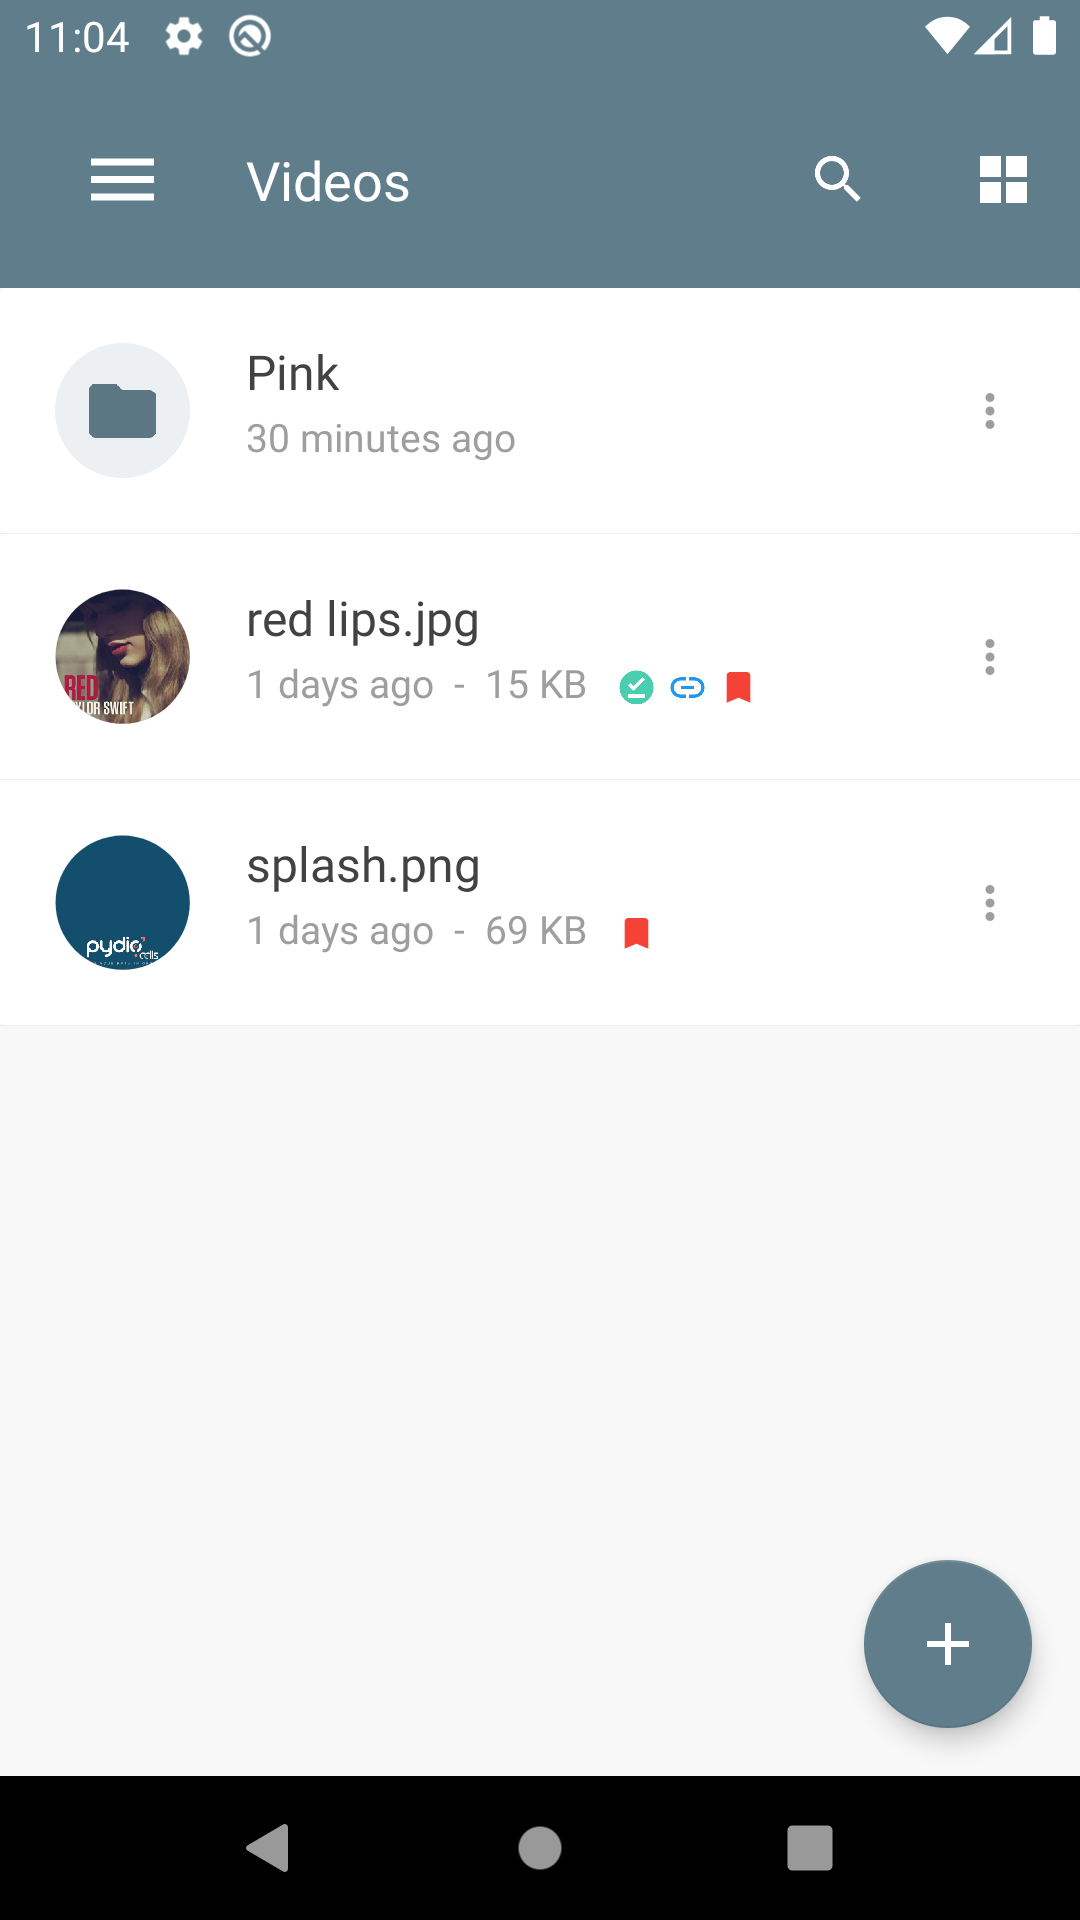 11:04
Videos
Pink
30 minutes ago
red lips.jpg
1 days ago - 15 KB
RED
TAYLOR SWIFT
splash.png
1 days ago - 69 KB
pydio
cells